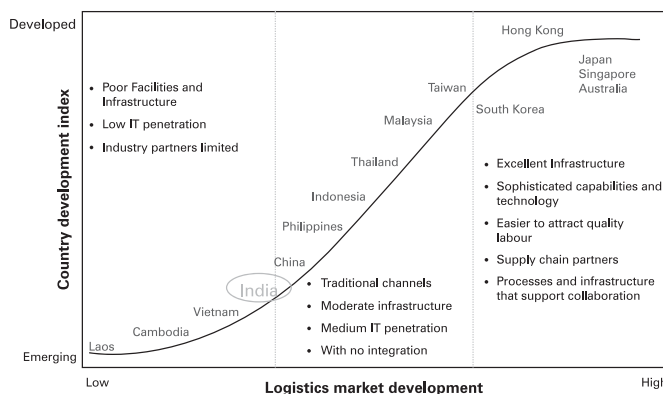 Developed
Hong Kong
Japan
Singapore
Australia
Taiwan
South Korea
Malaysia
Thailand
Indonesia
Philippines
China
India
Vietnam
Cambodia
Laos
• Poor Facilities and
Infrastructure
• Low IT penetration
• Industry partners limited
• Traditional channels
• Moderate infrastructure
• Medium IT penetration
• With no integration
• Excellent Infrastructure
• Sophisticated capabilities and
technology
• Easier to attract quality
labour
• Supply chain partners
• Processes and infrastructure
that support collaboration
Country development index
Emerging
Low
Logistics market development
High